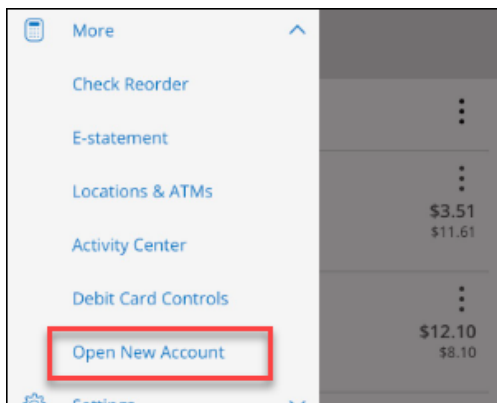 More
Check Reorder
E-statement
Locations & ATMs
$3.51
$11.61
Activity Center
Debit Card Controls
$12.10
Open New Account
$8.10
Settings